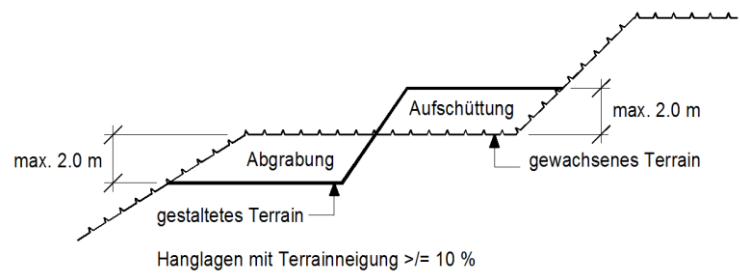 Aufschüttung
max. 2.0 m
max. 2.0 m
Abgrabung
gewachsenes Terrain
gestaltetes Terrain
Hanglagen mit Terrainneigung >/= 10 %